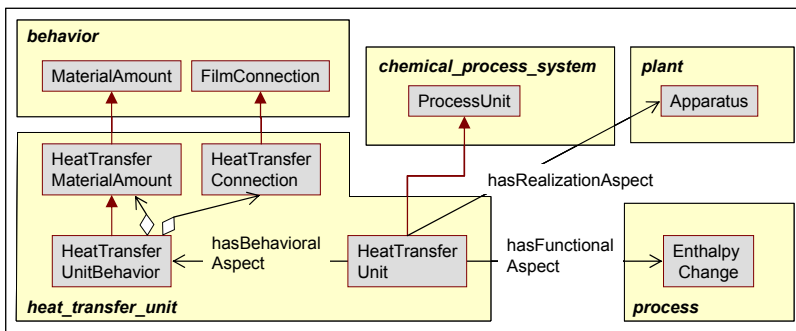 behavior
MaterialAmount
FilmConnection
chemical_process_system
ProcessUnit
plant
Apparatus
HeatTransfer
MaterialAmount
HeatTransfer
Connection
hasRealizationAspect
HeatTransfer
UnitBehavior
hasBehavioral
Aspect
HeatTransfer
Unit
hasFunctional
Aspect
Enthalpy
Change
heat_transfer_unit
process